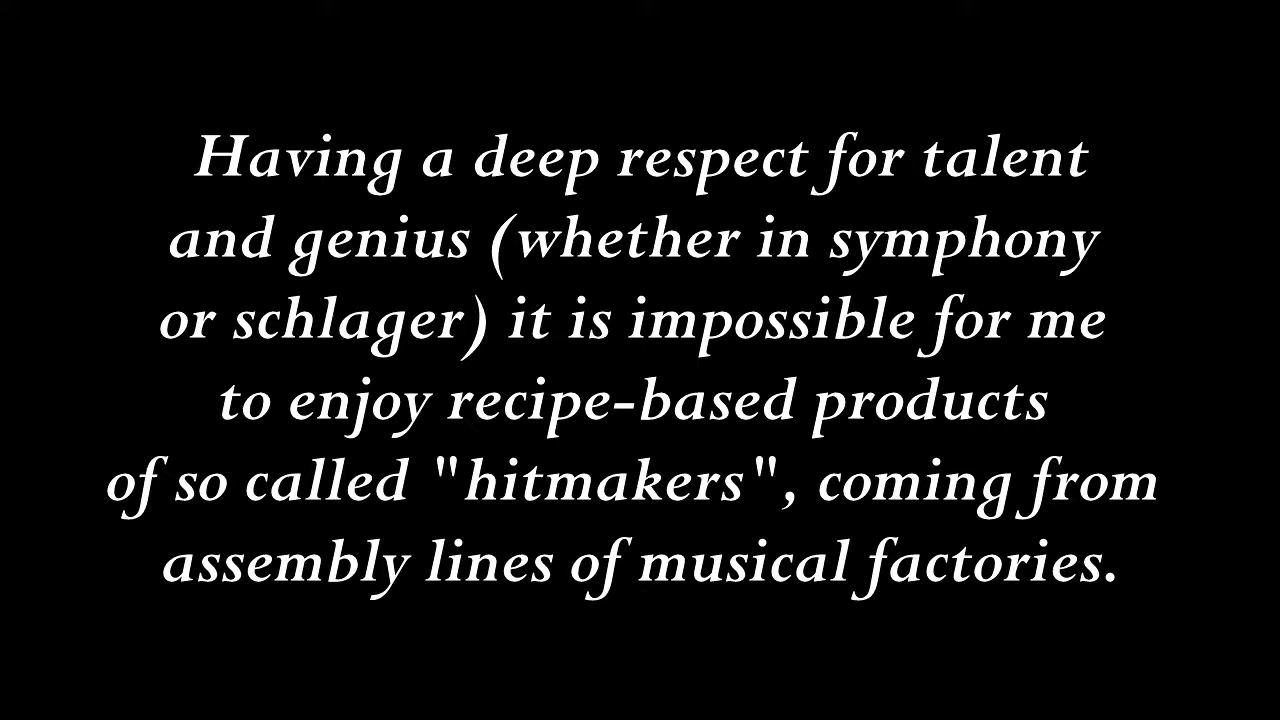 Having a deep respect for talent
and genius (whether in symphony
or schlager) it is impossible for me
to enjoy recipe-based products
of so called "hitmakers", coming from
assembly lines of musical factories.